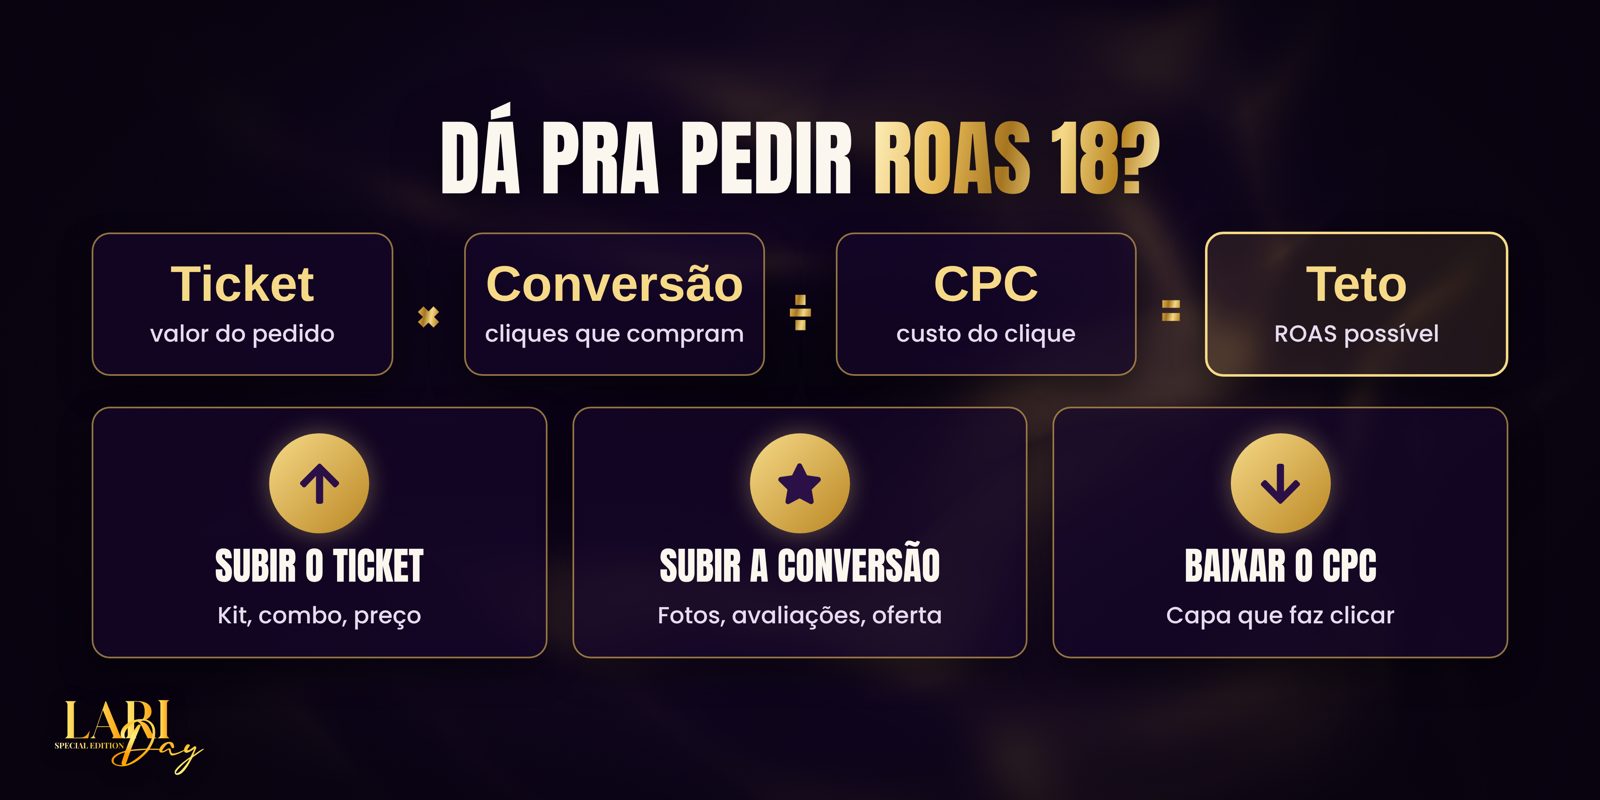 DÁ PRA PEDIR ROAS 18?
Ticket
valor do pedido
×
Conversão
cliques que compram
÷
CPC
custo do clique
=
Teto
ROAS possível
SUBIR O TICKET
Kit, combo, preço
SUBIR A CONVERSÃO
Fotos, avaliações, oferta
BAIXAR O CPC
Capa que faz clicar
LARI
SPECIAL EDITION Day